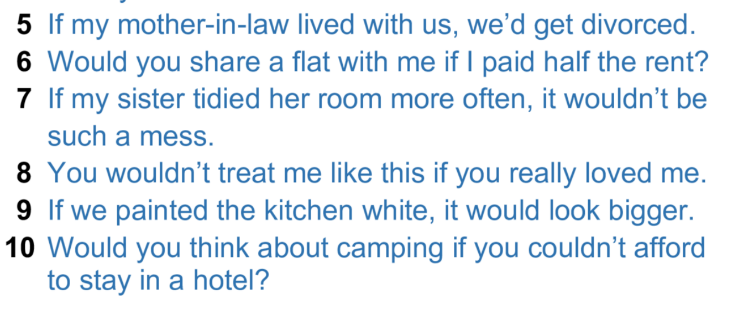 5 If my mother-in-law lived with us, we'd get divorced.
6 Would you share a flat with me if I paid half the rent?
7 If my sister tidied her room more often, it wouldn't be
such a mess.
8 You wouldn't treat me like this if you really loved me.
9 If we painted the kitchen white, it would look bigger.
10 Would you think about camping if you couldn't afford
to stay in a hotel?